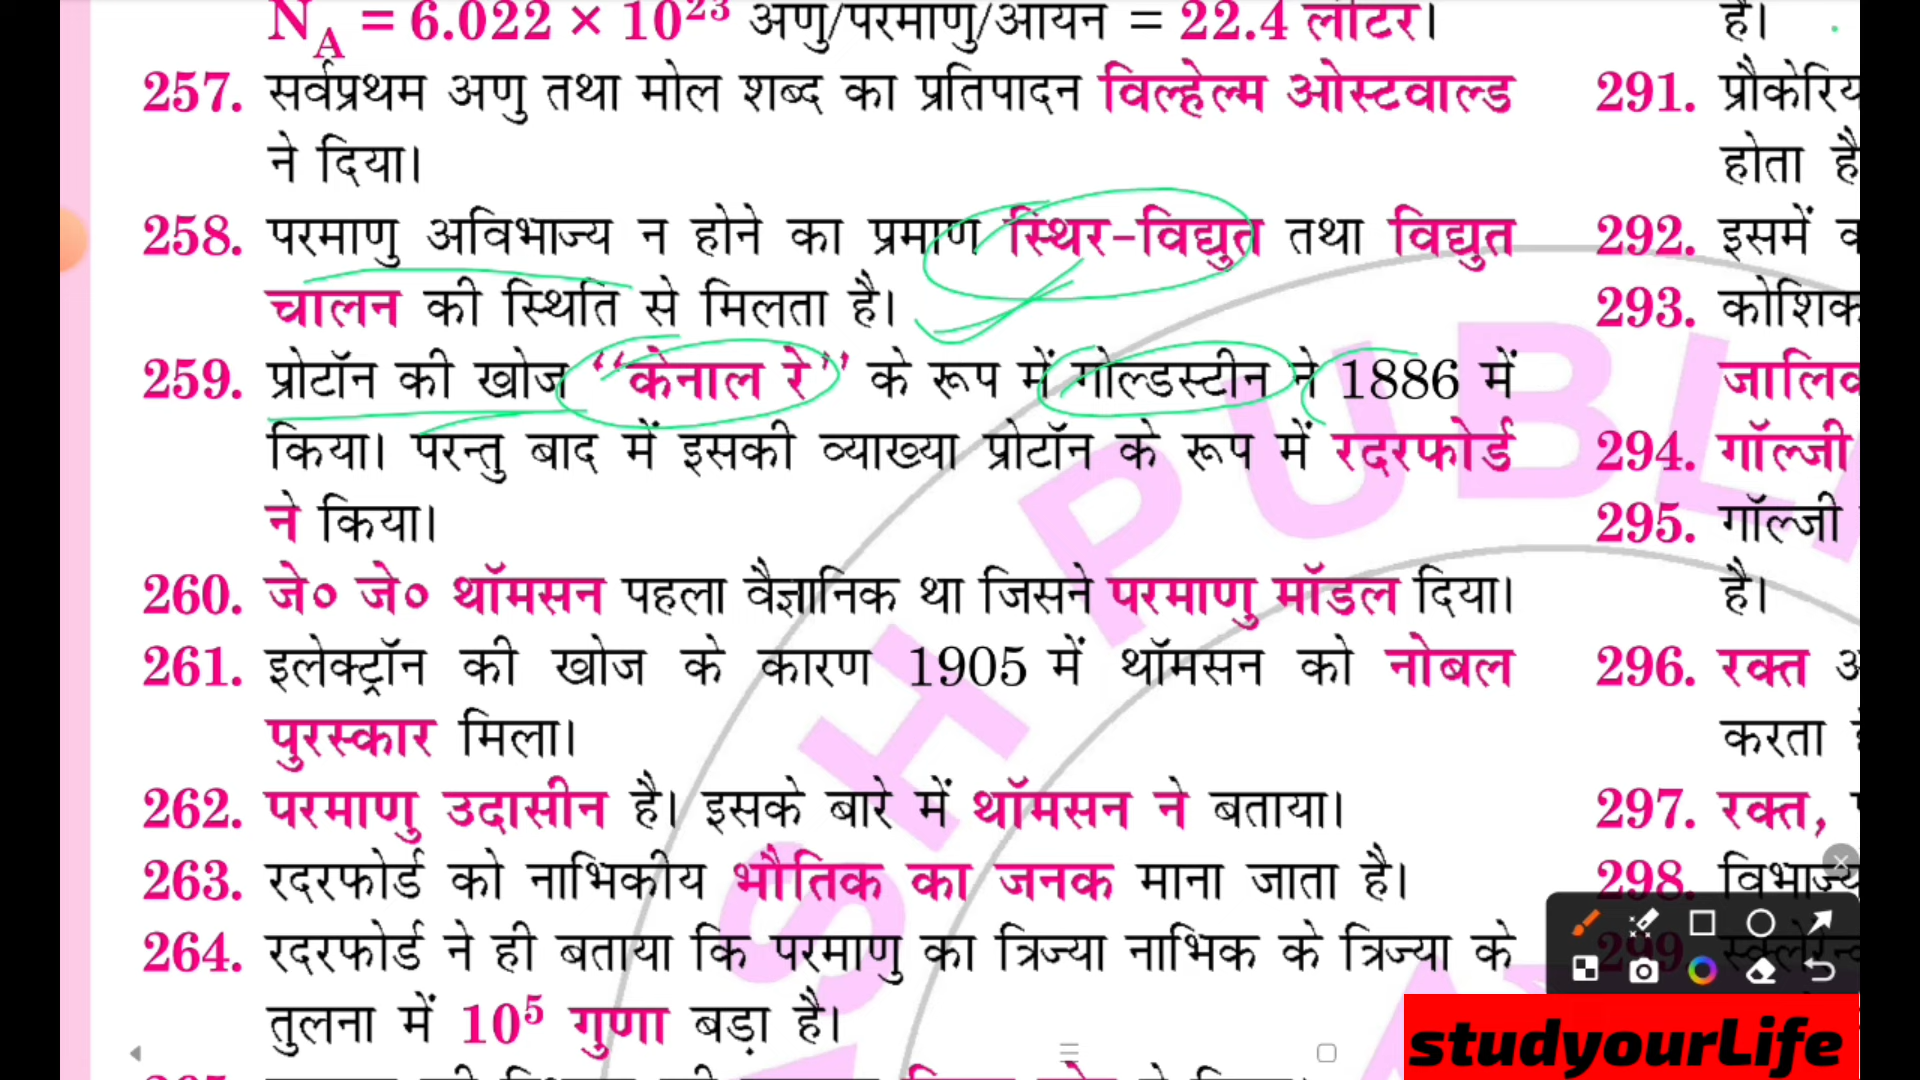 N_A = 6.022 × 10²³ अणु/परमाणु/आयन = 22.4 लीटर।
257. सर्वप्रथम अणु तथा मोल शब्द का प्रतिपादन विल्हेल्म ओस्टवाल्ड
ने दिया।
258. परमाणु अविभाज्य न होने का प्रमाण स्थिर-विद्युत तथा विद्युत
चालन की स्थिति से मिलता है।
259. प्रोटॉन की खोज “केनाल रे” के रूप में गोल्डस्टीन ने 1886 में
किया। परन्तु बाद में इसकी व्याख्या प्रोटॉन के रूप में रदरफोर्ड
ने किया।
260. जे० जे० थॉमसन पहला वैज्ञानिक था जिसने परमाणु मॉडल दिया।
261. इलेक्ट्रॉन की खोज के कारण 1905 में थॉमसन को नोबल
पुरस्कार मिला।
262. परमाणु उदासीन है। इसके बारे में थॉमसन ने बताया।
263. रदरफोर्ड को नाभिकीय भौतिक का जनक माना जाता है।
264. रदरफोर्ड ने ही बताया कि परमाणु का त्रिज्या नाभिक के त्रिज्या के
तुलना में 10⁵ गुणा बड़ा है।
है।
291.
होता है
292. इसमें
293.
294. गॉल्जी
295. गॉल्जी
है।
296. रक्त
करता
297. रक्त,
298.
299.
SH PUBL
studyourLife